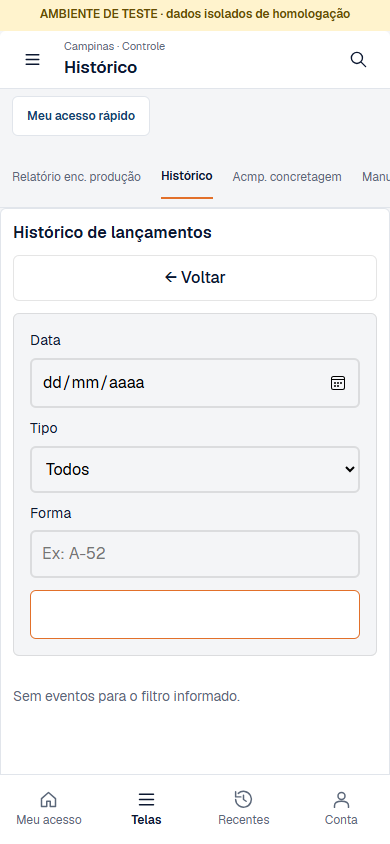 AMBIENTE DE TESTE · dados isolados de homologação
Campinas · Controle
Histórico
Meu acesso rápido
Relatório enc. produção Histórico Acmp. concretagem Manu
Histórico de lançamentos
← Voltar
Data
dd/mm/aaaa
Tipo
Todos
Forma
Ex: A-52
Sem eventos para o filtro informado.
Meu acesso Telas Recentes Conta